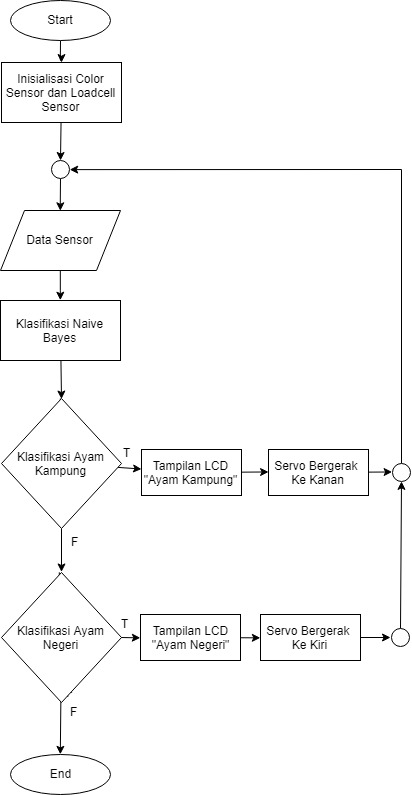 Start
Inisialisasi Color
Sensor dan Loadcell
Sensor
Data Sensor
Klasifikasi Naive
Bayes
Klasifikasi Ayam
Kampung
T
Tampilan LCD
"Ayam Kampung"
Servo Bergerak
Ke Kanan
F
Klasifikasi Ayam
Negeri
T
Tampilan LCD
"Ayam Negeri"
Servo Bergerak
Ke Kiri
F
End